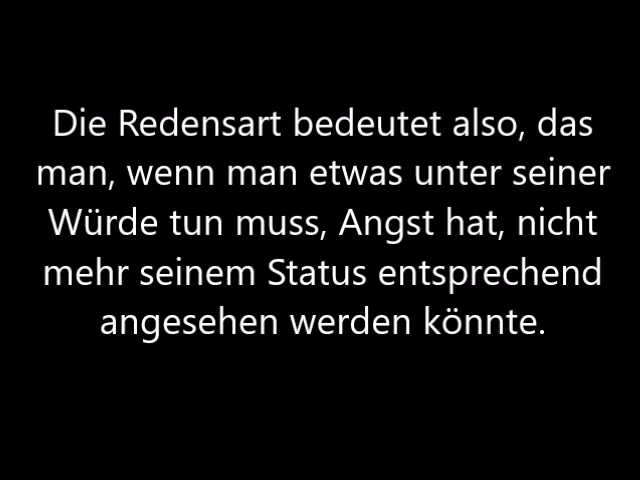 Die Redensart bedeutet also, das
man, wenn man etwas unter seiner
Würde tun muss, Angst hat, nicht
mehr seinem Status entsprechend
angesehen werden könnte.